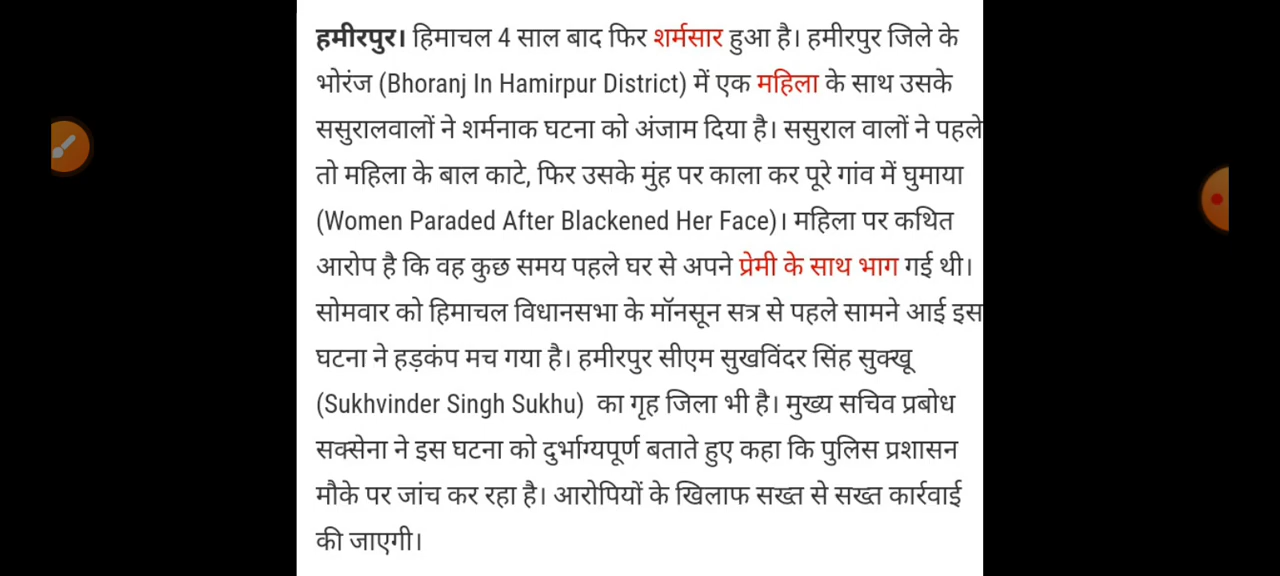 हमीरपुर। हिमाचल 4 साल बाद फिर शर्मसार हुआ है। हमीरपुर जिले के
भोरंज (Bhoranj In Hamirpur District) में एक महिला के साथ उसके
ससुरालवालों ने शर्मनाक घटना को अंजाम दिया है। ससुराल वालों ने पहले
तो महिला के बाल काटे, फिर उसके मुंह पर काला कर पूरे गांव में घुमाया
(Women Paraded After Blackened Her Face)। महिला पर कथित
आरोप है कि वह कुछ समय पहले घर से अपने प्रेमी के साथ भाग गई थी।
सोमवार को हिमाचल विधानसभा के मॉनसून सत्र से पहले सामने आई इस
घटना ने हड़कंप मच गया है। हमीरपुर सीएम सुखविंदर सिंह सुक्खू
(Sukhvinder Singh Sukhu) का गृह जिला भी है। मुख्य सचिव प्रबोध
सक्सेना ने इस घटना को दुर्भाग्यपूर्ण बताते हुए कहा कि पुलिस प्रशासन
मौके पर जांच कर रहा है। आरोपियों के खिलाफ सख्त से सख्त कार्रवाई
की जाएगी।